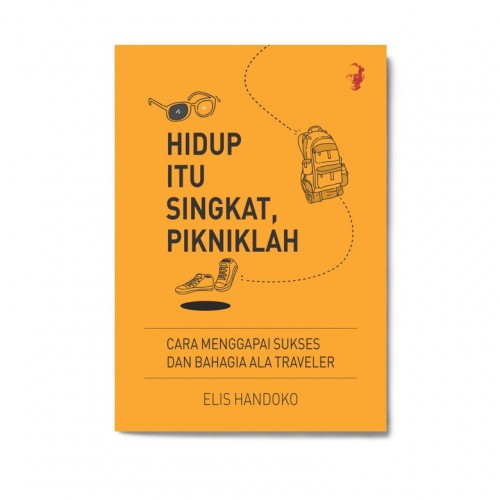 HIDUP
ITU
SINGKAT,
PIKNIKLAH
CARA MENGGAPAI SUKSES
DAN BAHAGIA ALA TRAVELER
ELIS HANDOKO